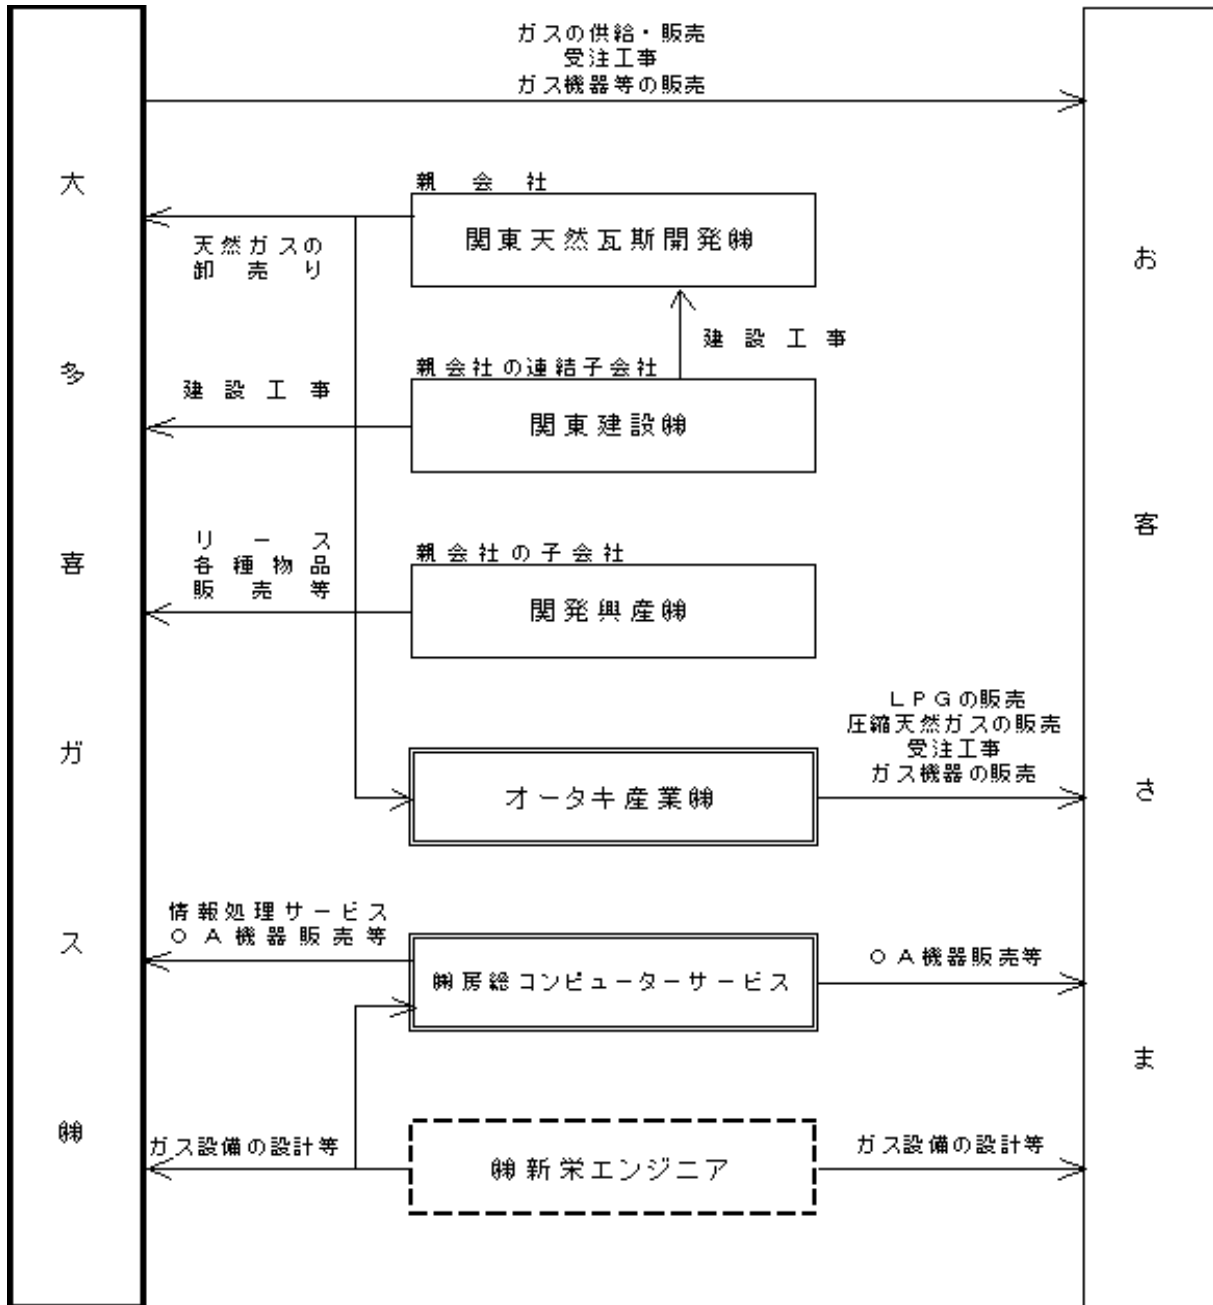 ガスの供給・販売
受注工事
ガス機器等の販売
大多喜ガス㈱
お客さま
親会社
関東天然瓦斯開発㈱
天然ガスの
卸売り
建設工事
親会社の連結子会社
関東建設㈱
建設工事
リース
各種物品
販売等
親会社の子会社
開発興産㈱
LPGの販売
圧縮天然ガスの販売
受注工事
ガス機器の販売
オータキ産業㈱
情報処理サービス
OA機器販売等
㈱房総コンピューターサービス
OA機器販売等
ガス設備の設計等
㈱新栄エンジニア
ガス設備の設計等